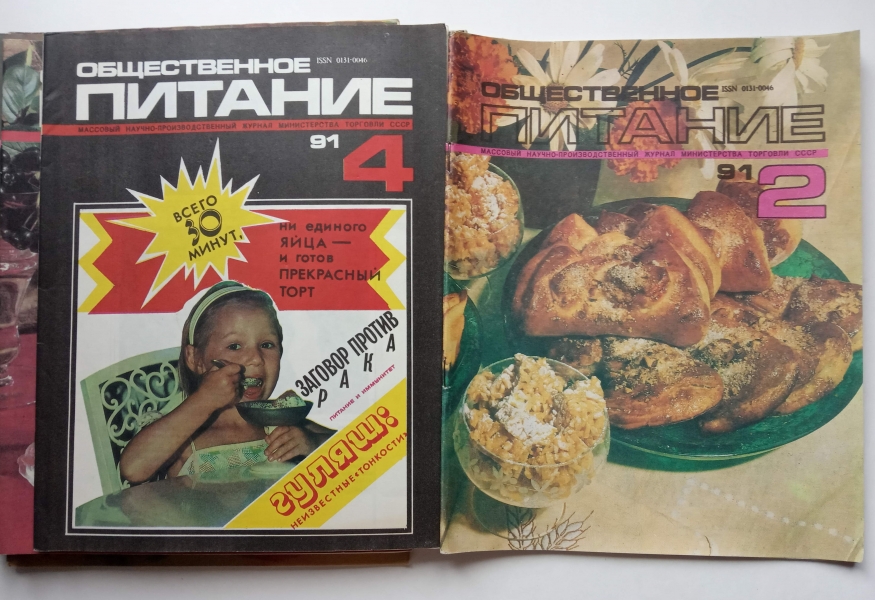 ОБЩЕСТВЕННОЕ
ISSN 0131-0046
ПИТАНИЕ
МАССОВЫЙ НАУЧНО-ПРОИЗВОДСТВЕННЫЙ ЖУРНАЛ МИНИСТЕРСТВА ТОРГОВЛИ СССР
91 4
ВСЕГО
30
МИНУТ,
ни единого
ЯЙЦА —
и готов
ПРЕКРАСНЫЙ
ТОРТ
ЗАГОВОР ПРОТИВ
РАКА
ПИТАНИЕ И ИММУНИТЕТ
ГУЛЯШ:
НЕИЗВЕСТНЫЕ «ТОНКОСТИ»
ОБЩЕСТВЕННОЕ
ISSN 0131-0046
ПИТАНИЕ
МАССОВЫЙ НАУЧНО-ПРОИЗВОДСТВЕННЫЙ ЖУРНАЛ МИНИСТЕРСТВА ТОРГОВЛИ СССР
91 2